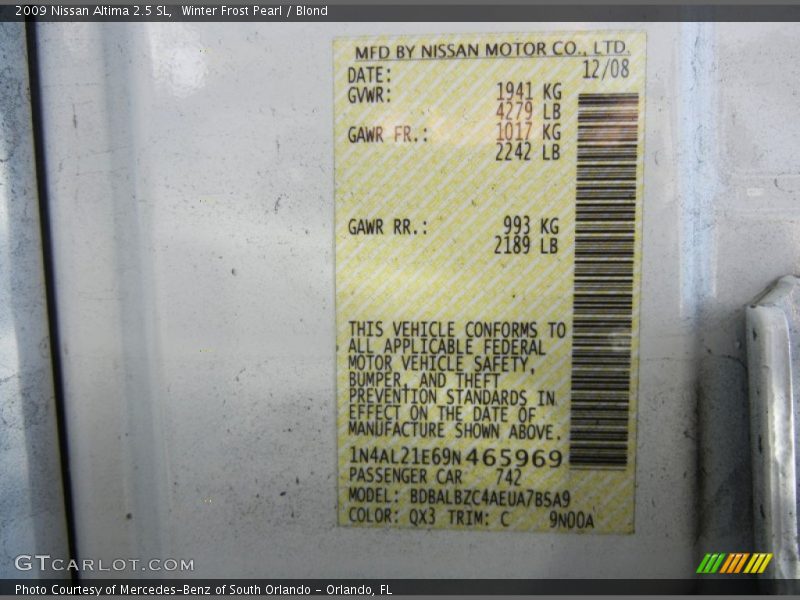 2009 Nissan Altima 2.5 SL,  Winter Frost Pearl / Blond
MFD BY NISSAN MOTOR CO., LTD.
DATE: 12/08
GVWR: 1941 KG
4279 LB
GAWR FR.: 1017 KG
2242 LB
GAWR RR.: 993 KG
2189 LB
THIS VEHICLE CONFORMS TO
ALL APPLICABLE FEDERAL
MOTOR VEHICLE SAFETY,
BUMPER, AND THEFT
PREVENTION STANDARDS IN
EFFECT ON THE DATE OF
MANUFACTURE SHOWN ABOVE.
1N4AL21E69N465969
PASSENGER CAR 742
MODEL: BDBALBZC4AEUA7BSA9
COLOR: QX3 TRIM: C 9N00A
GTCARLOT.COM
Photo Courtesy of Mercedes-Benz of South Orlando - Orlando, FL